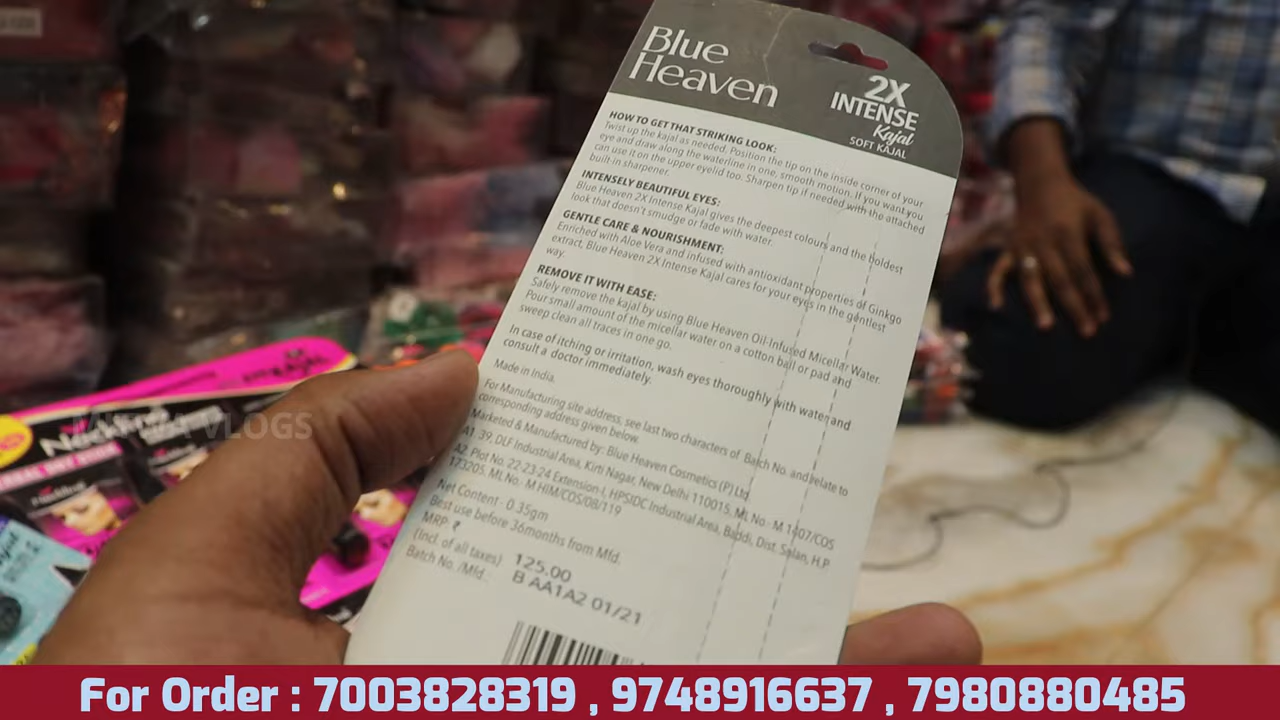 Blue
Heaven
2X
INTENSE
Kajal
SOFT KAJAL
HOW TO GET THAT STRIKING LOOK:
Twist up the kajal as needed. Position the tip on the inside corner of your
eye and draw along the waterline in one, smooth motion. If you want you
can use it on the upper eyelid too. Sharpen tip if needed with the attached
built-in sharpener.
INTENSELY BEAUTIFUL EYES:
Blue Heaven 2X Intense Kajal gives the deepest colours and the boldest
look that doesn't smudge or fade with water.
GENTLE CARE & NOURISHMENT:
Enriched with Aloe Vera and infused with antioxidant properties of Ginkgo
extract, Blue Heaven 2X Intense Kajal cares for your eyes in the gentlest
way.
REMOVE IT WITH EASE:
Safely remove the kajal by using Blue Heaven Oil-Infused Micellar Water.
Pour small amount of the micellar water on a cotton ball or pad and
sweep clean all traces in one go.
In case of itching or irritation, wash eyes thoroughly with water and
consult a doctor immediately.
Made in India.
For Manufacturing site address, see last two characters of Batch No. and relate to
corresponding address given below.
Marketed & Manufactured by: Blue Heaven Cosmetics (P) Ltd
A1. 39, DLF Industrial Area, Kirti Nagar, New Delhi 110015. ML No.- M 1907/COS
A2. Plot No. 22-23-24 Extension-I, HPSIDC Industrial Area, Baddi, Dist. Solan, H.P
173205. ML No.- M HIM/COS/08/119
Net Content - 0.35gm
Best use before 36months from Mfd.
MRP: ₹
(Incl. of all taxes) 125.00
Batch No. /Mfd.: B AA1A2 01/21
VLOGS
For Order : 7003828319 , 9748916637 , 7980880485